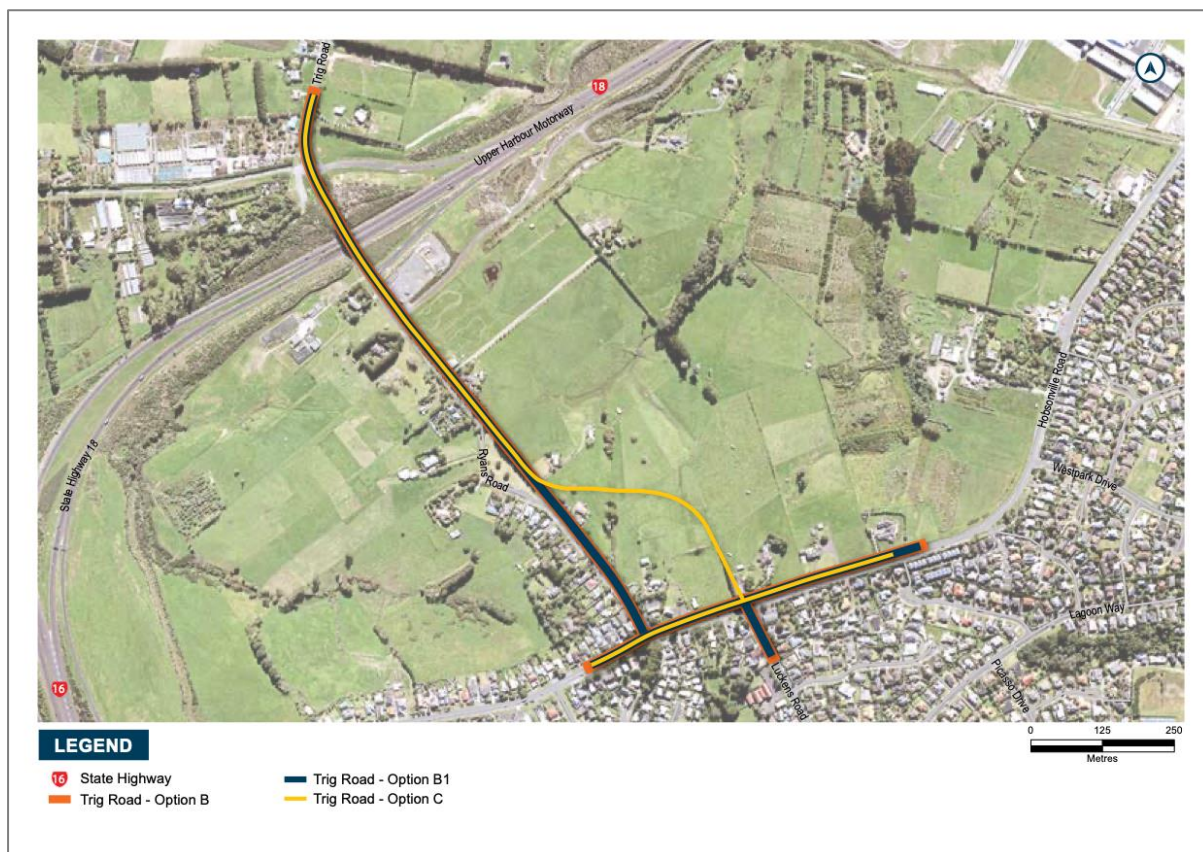 Trig Road
18
Upper Harbour Motorway
Hobsonville Road
State Highway 18
Ryans Road
Westpark Drive
Lagoon Way
Luckens Road
Picasso Drive
16
0 125 250
Metres
LEGEND
16 State Highway
Trig Road - Option B
Trig Road - Option B1
Trig Road - Option C